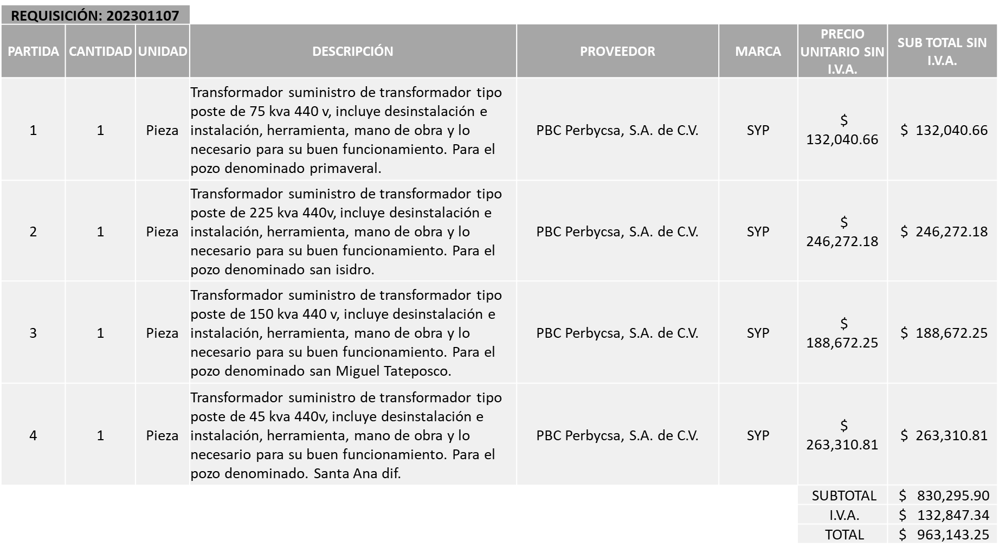 REQUISICIÓN: 202301107
PARTIDA CANTIDAD UNIDAD DESCRIPCIÓN PROVEEDOR MARCA PRECIO UNITARIO SIN I.V.A. SUB TOTAL SIN I.V.A.
1 1 Pieza
Transformador suministro de transformador tipo
poste de 75 kva 440 v, incluye desinstalación e
instalación, herramienta, mano de obra y lo
necesario para su buen funcionamiento. Para el
pozo denominado primaveral.
PBC Perbycsa, S.A. de C.V. SYP $ 132,040.66 $ 132,040.66
2 1 Pieza
Transformador suministro de transformador tipo
poste de 225 kva 440v, incluye desinstalación e
instalación, herramienta, mano de obra y lo
necesario para su buen funcionamiento. Para el
pozo denominado san isidro.
PBC Perbycsa, S.A. de C.V. SYP $ 246,272.18 $ 246,272.18
3 1 Pieza
Transformador suministro de transformador tipo
poste de 150 kva 440 v, incluye desinstalación e
instalación, herramienta, mano de obra y lo
necesario para su buen funcionamiento. Para el
pozo denominado san Miguel Tateposco.
PBC Perbycsa, S.A. de C.V. SYP $ 188,672.25 $ 188,672.25
4 1 Pieza
Transformador suministro de transformador tipo
poste de 45 kva 440v, incluye desinstalación e
instalación, herramienta, mano de obra y lo
necesario para su buen funcionamiento. Para el
pozo denominado. Santa Ana dif.
PBC Perbycsa, S.A. de C.V. SYP $ 263,310.81 $ 263,310.81
SUBTOTAL $ 830,295.90
I.V.A. $ 132,847.34
TOTAL $ 963,143.25